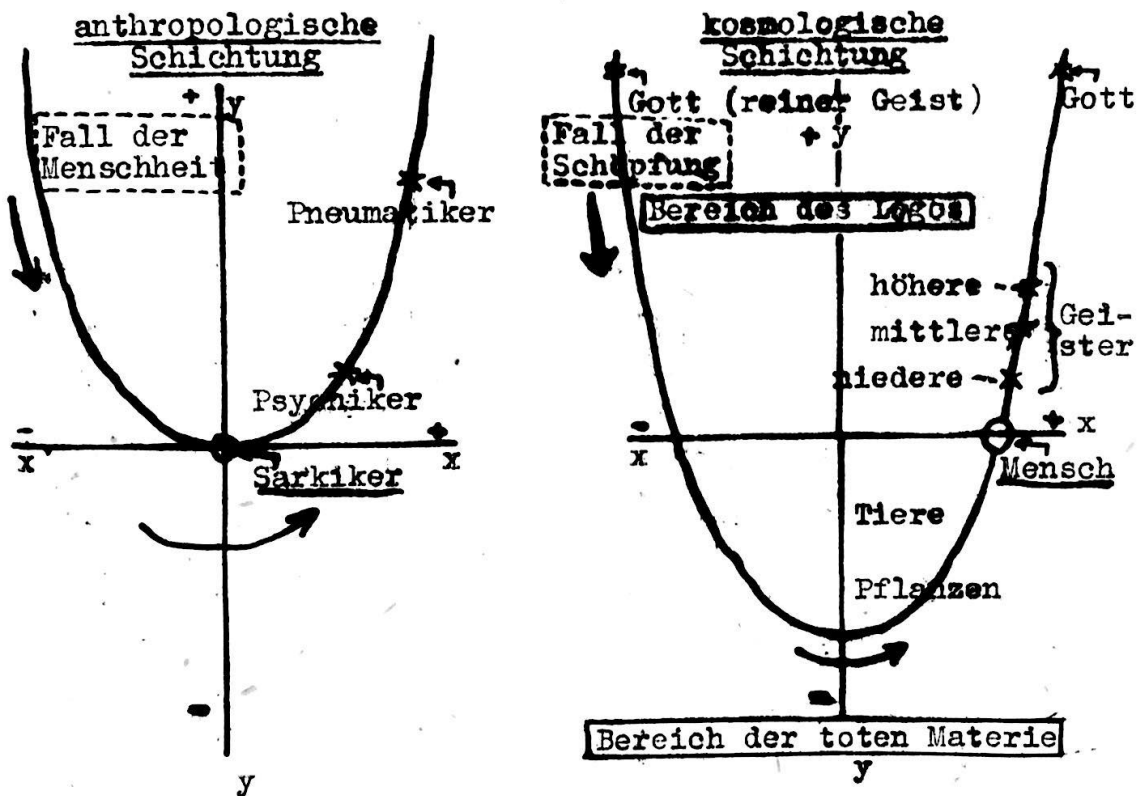 anthropologische
Schichtung
+
y
Fall der
Menschheit
Pneumatiker
Psychiker
-
x
+
x
Sarkiker
-
y
kosmologische
Schichtung
Gott (reiner Geist)
Gott
Fall der
Schöpfung
+ y
Bereich des Logos
höhere
mittlere
niedere
Gei-
ster
-
x
+ x
Mensch
Tiere
Pflanzen
-
Bereich der toten Materie
y